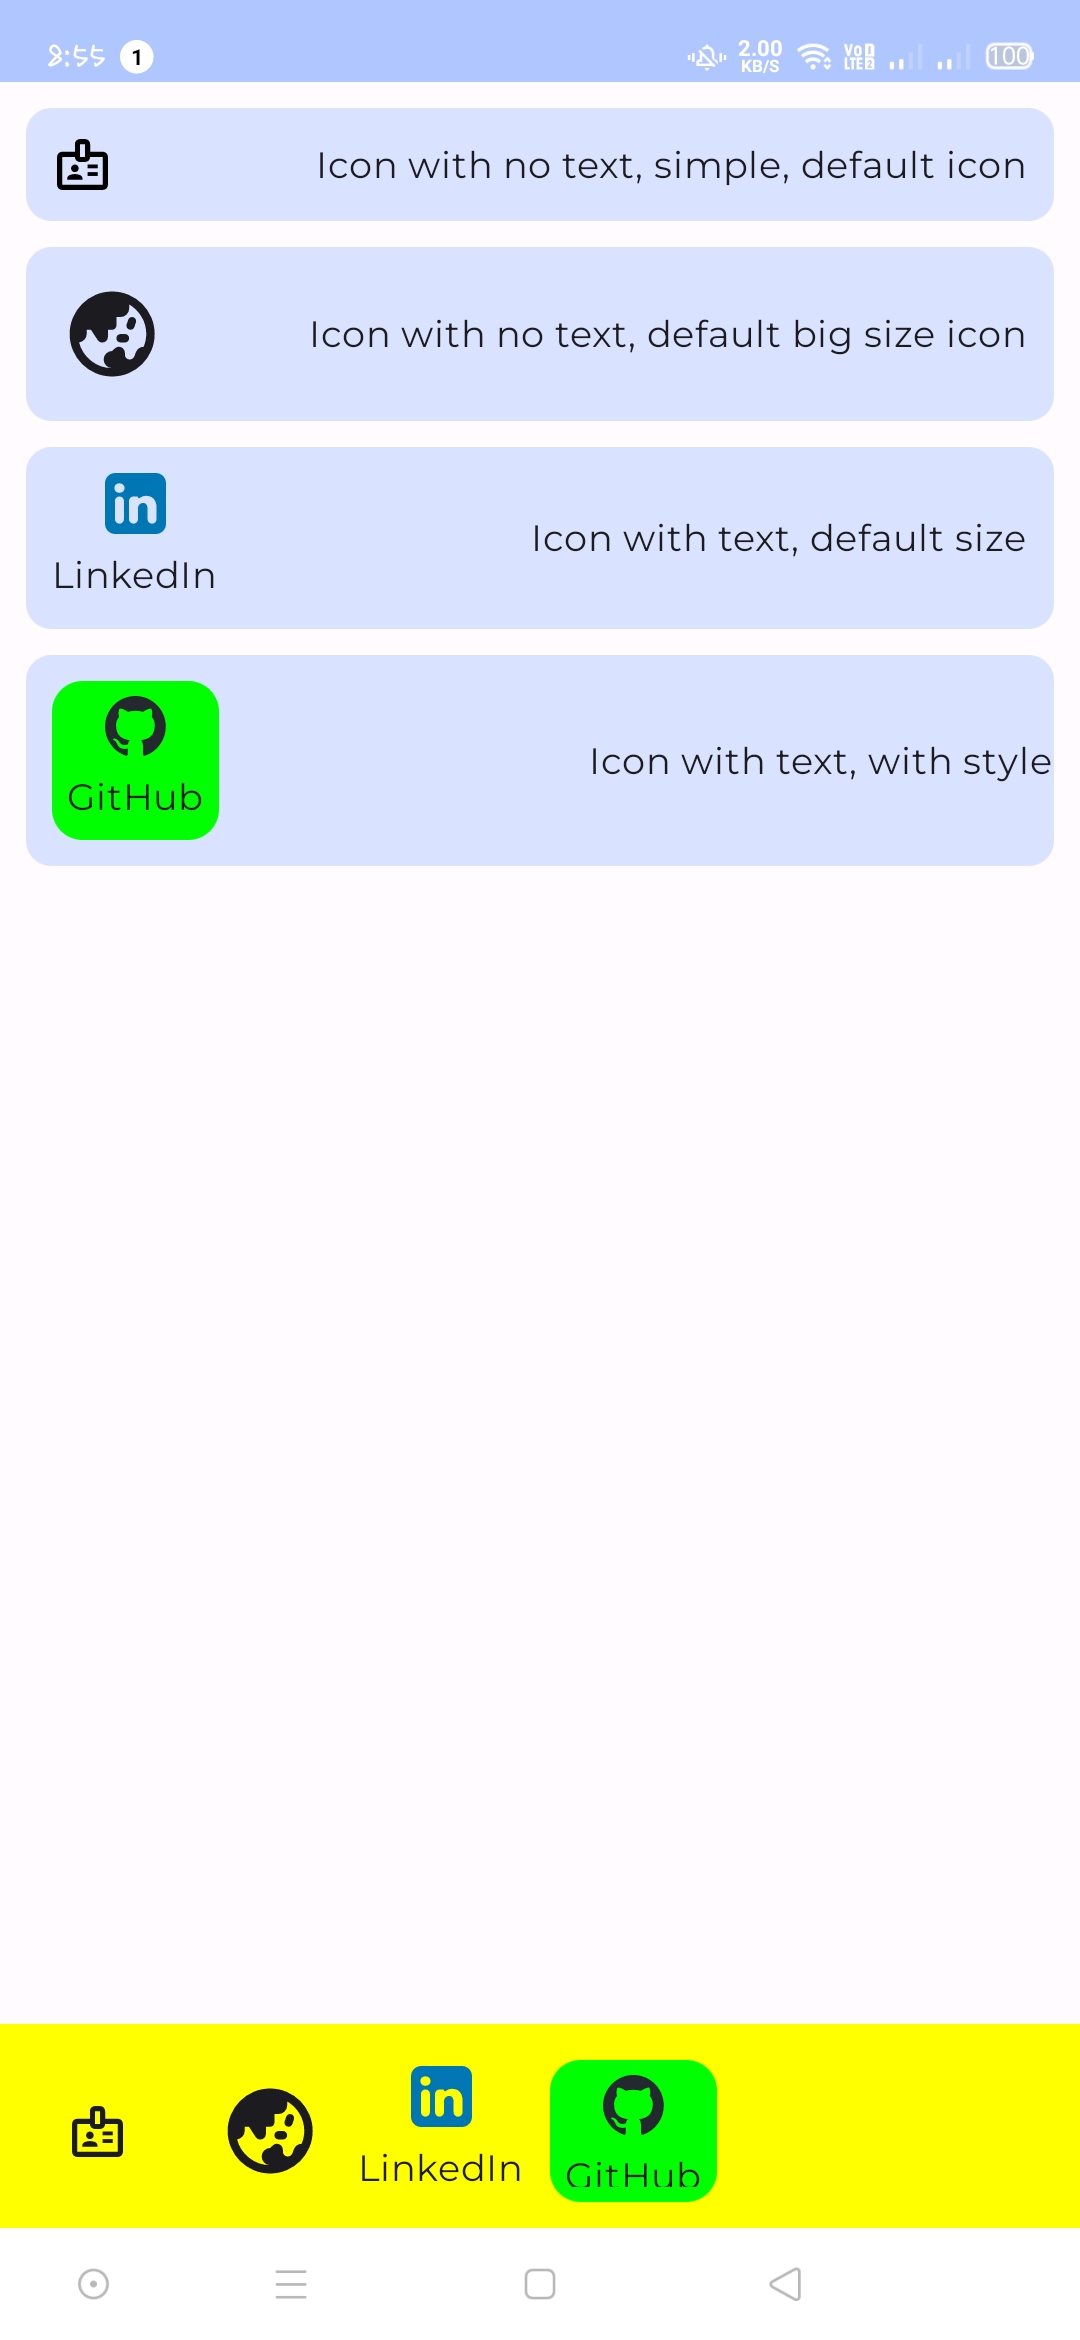 8:55 1 2.00 KB/S VoD LTE2 100
Icon with no text, simple, default icon
Icon with no text, default big size icon
in
LinkedIn
Icon with text, default size
GitHub
Icon with text, with style
in
LinkedIn
GitHub